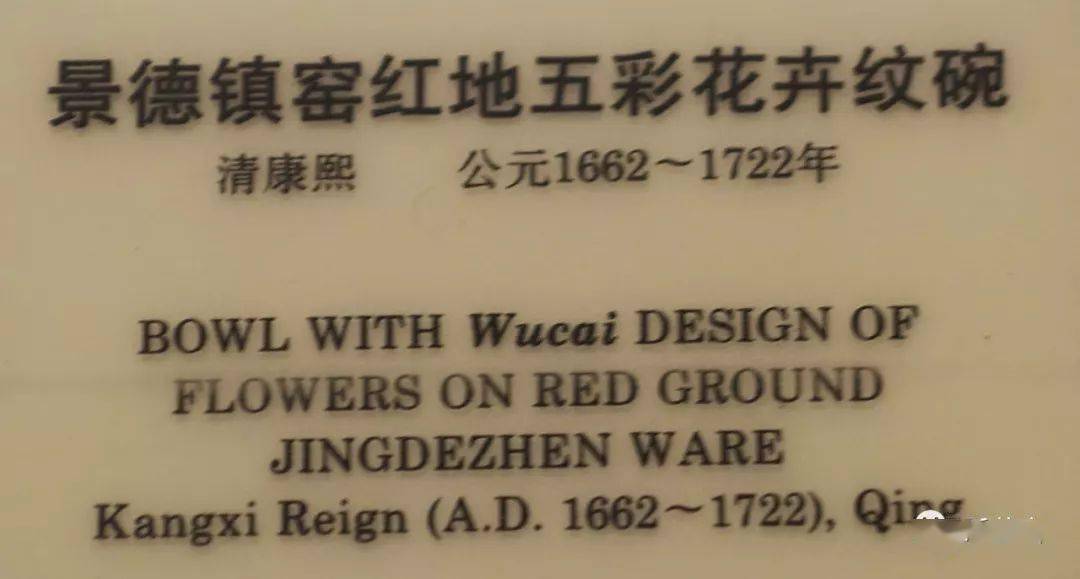 景德镇窑红地五彩花卉纹碗
清康熙 公元1662～1722年
BOWL WITH Wucai DESIGN OF
FLOWERS ON RED GROUND
JINGDEZHEN WARE
Kangxi Reign (A.D. 1662～1722), Qing